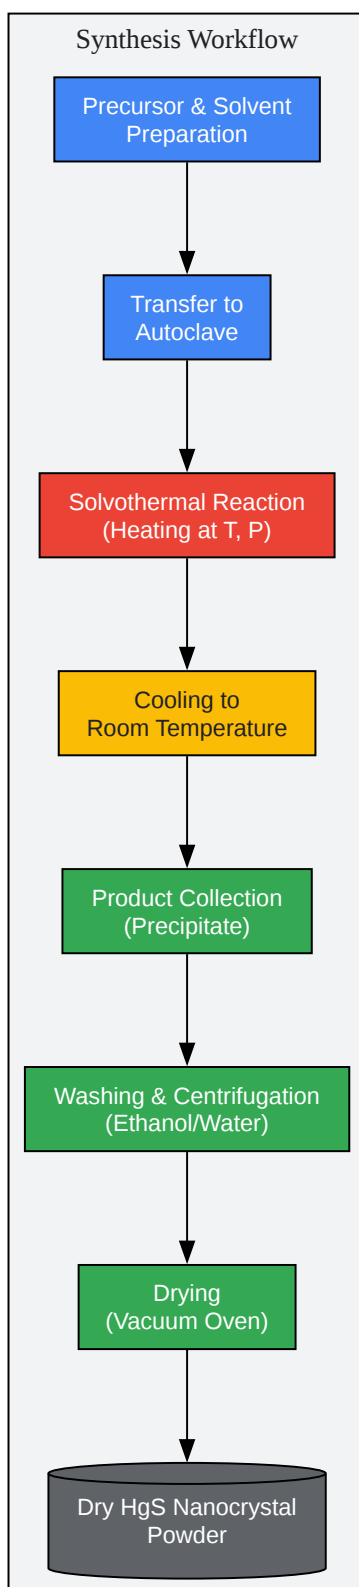 Synthesis Workflow
Precursor & Solvent
Preparation
Transfer to
Autoclave
Solvothermal Reaction
(Heating at T, P)
Cooling to
Room Temperature
Product Collection
(Precipitate)
Washing & Centrifugation
(Ethanol/Water)
Drying
(Vacuum Oven)
Dry HgS Nanocrystal
Powder